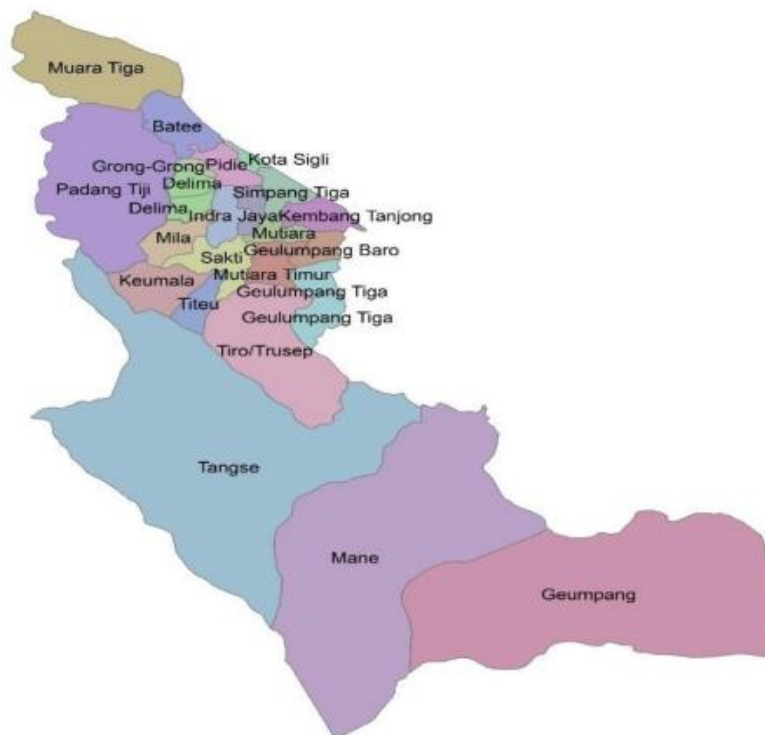 Muara Tiga
Batee
Kota Sigli
Grong-Grong
Pidie
Padang Tiji
Delima
Simpang Tiga
Delima
Indra Jaya
Kembang Tanjong
Mila
Mutiara
Sakti
Geulumpang Baro
Keumala
Mutiara Timur
Titeu
Geulumpang Tiga
Geulumpang Tiga
Tiro/Trusep
Tangse
Mane
Geumpang